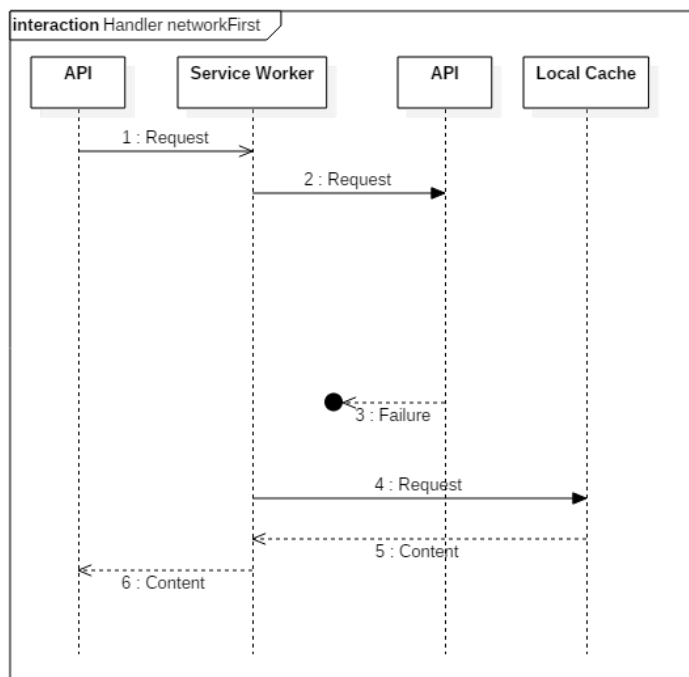 interaction Handler networkFirst
API
Service Worker
API
Local Cache
1 : Request
2 : Request
3 : Failure
4 : Request
5 : Content
6 : Content